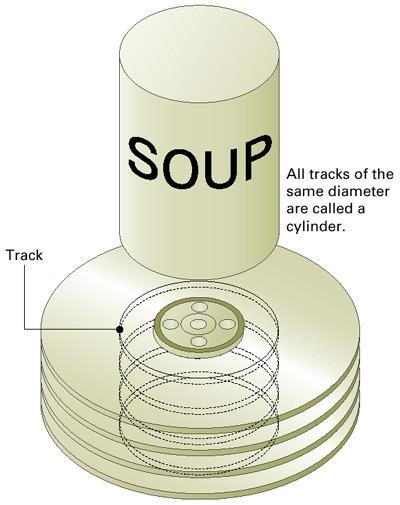 SOUP
All tracks of the
same diameter
are called a
cylinder.
Track